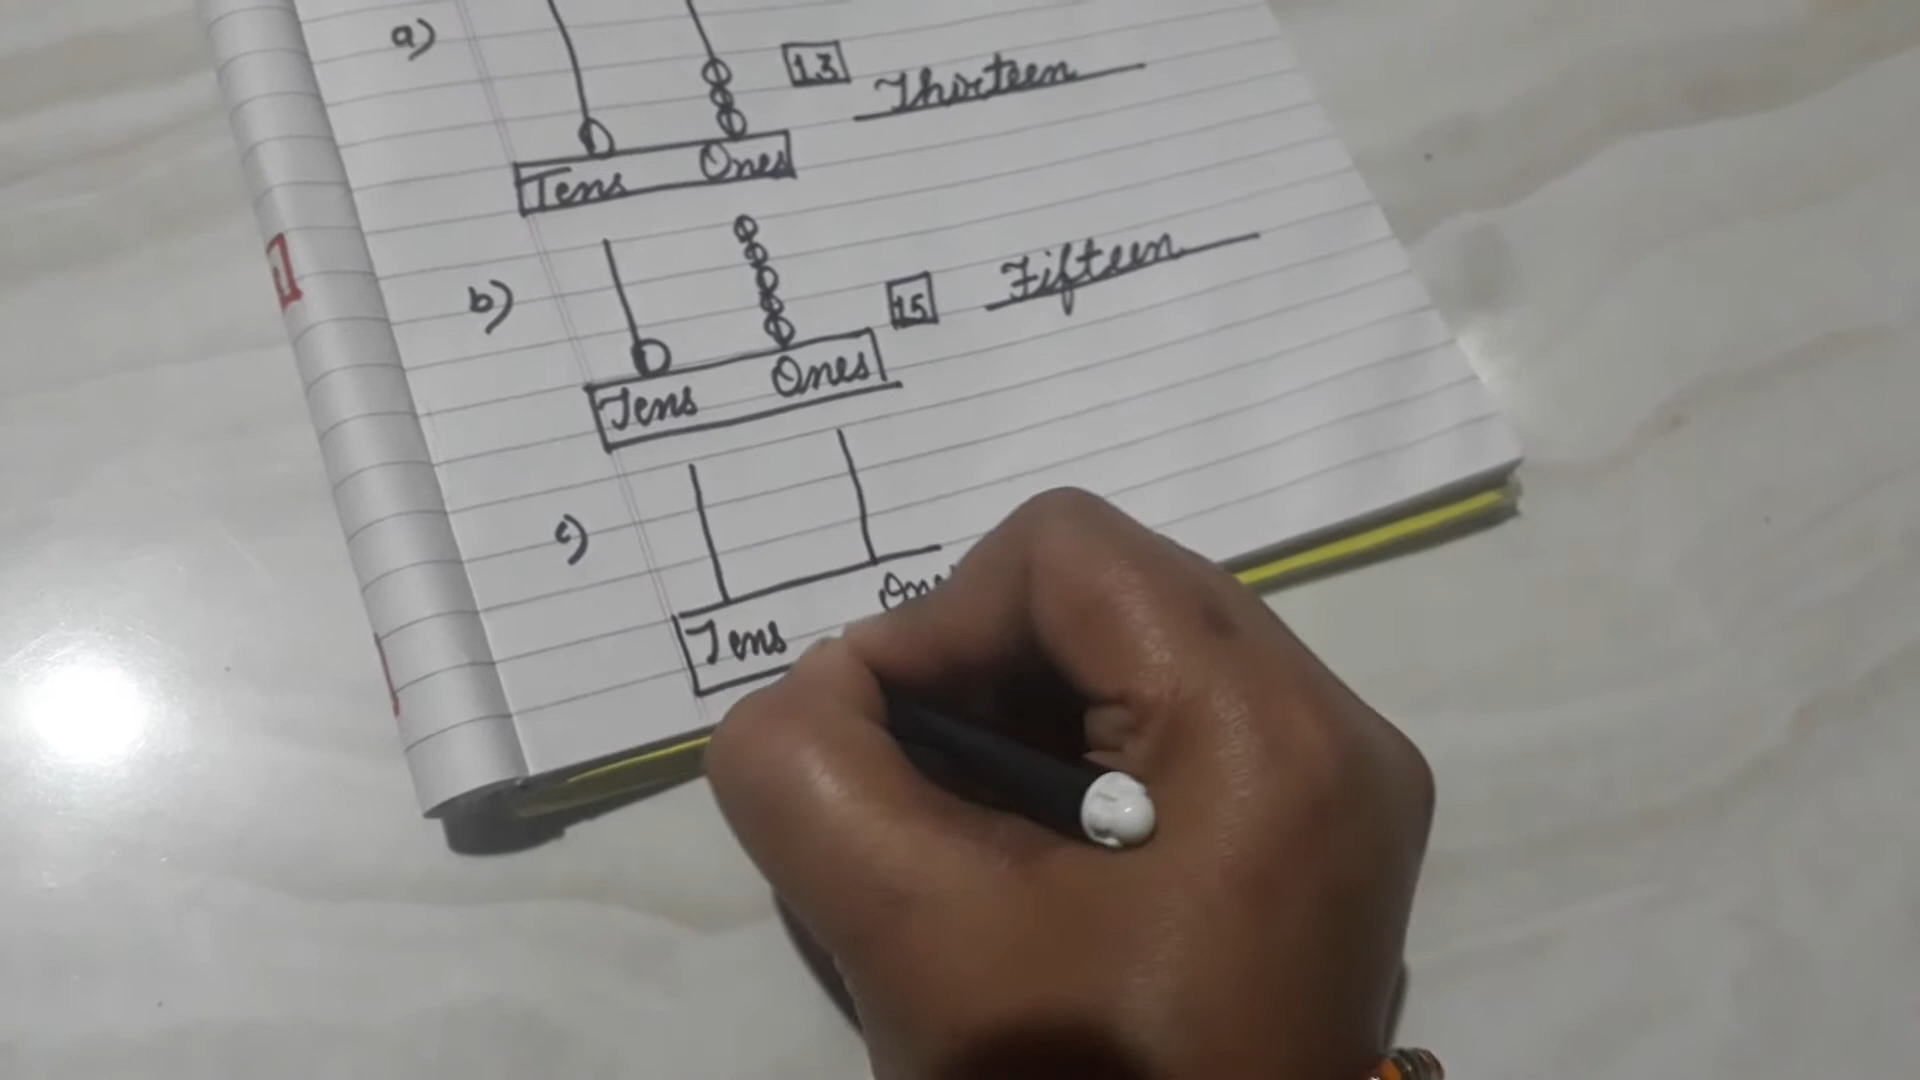 a)
13 Thirteen
Tens Ones
b)
15 Fifteen
Tens Ones
c)
Tens